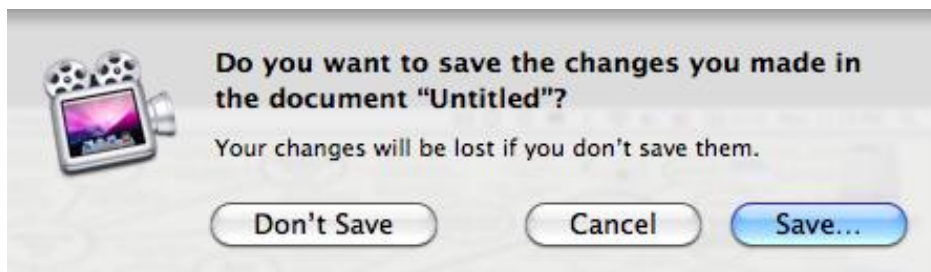 Do you want to save the changes you made in
the document “Untitled”?
Your changes will be lost if you don’t save them.
Don't Save
Cancel
Save...